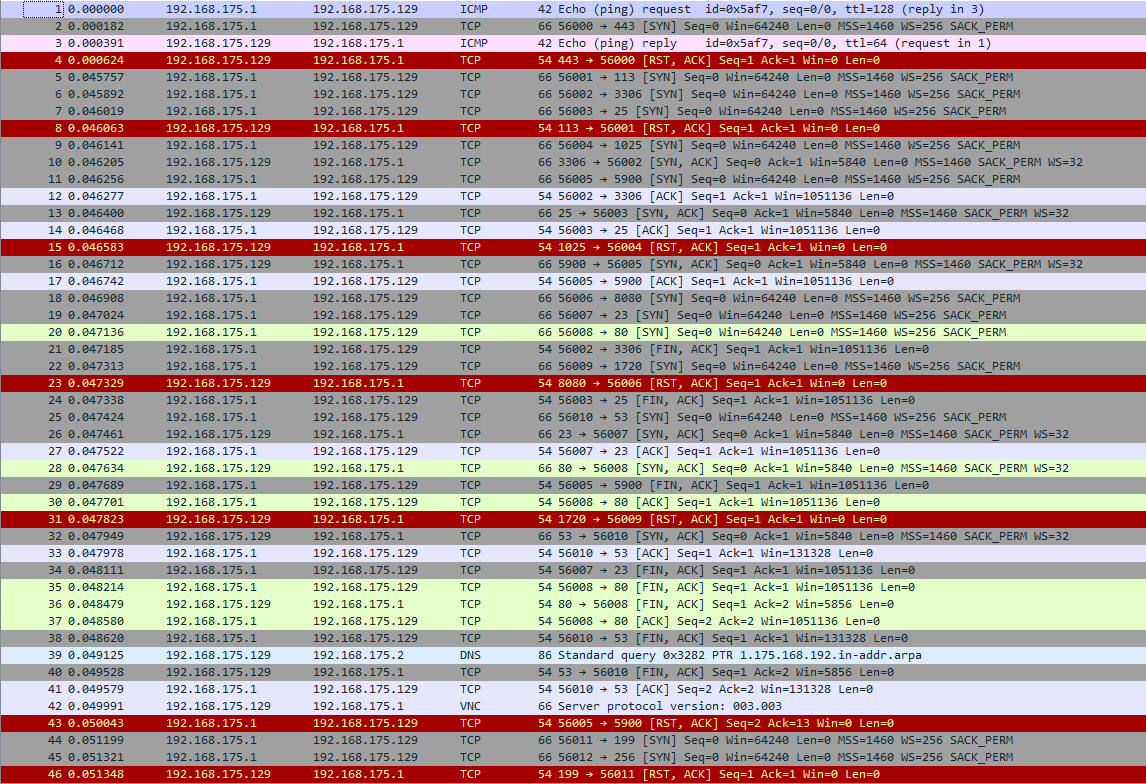 1 0.000000 192.168.175.1 192.168.175.129 ICMP 42 Echo (ping) request id=0x5af7, seq=0/0, ttl=128 (reply in 3)
2 0.000182 192.168.175.1 192.168.175.129 TCP 66 56000 → 443 [SYN] Seq=0 Win=64240 Len=0 MSS=1460 WS=256 SACK_PERM
3 0.000391 192.168.175.129 192.168.175.1 ICMP 42 Echo (ping) reply id=0x5af7, seq=0/0, ttl=64 (request in 1)
4 0.000624 192.168.175.129 192.168.175.1 TCP 54 443 → 56000 [RST, ACK] Seq=1 Ack=1 Win=0 Len=0
5 0.045757 192.168.175.1 192.168.175.129 TCP 66 56001 → 113 [SYN] Seq=0 Win=64240 Len=0 MSS=1460 WS=256 SACK_PERM
6 0.045892 192.168.175.1 192.168.175.129 TCP 66 56002 → 3306 [SYN] Seq=0 Win=64240 Len=0 MSS=1460 WS=256 SACK_PERM
7 0.046019 192.168.175.1 192.168.175.129 TCP 66 56003 → 25 [SYN] Seq=0 Win=64240 Len=0 MSS=1460 WS=256 SACK_PERM
8 0.046063 192.168.175.129 192.168.175.1 TCP 54 113 → 56001 [RST, ACK] Seq=1 Ack=1 Win=0 Len=0
9 0.046141 192.168.175.1 192.168.175.129 TCP 66 56004 → 1025 [SYN] Seq=0 Win=64240 Len=0 MSS=1460 WS=256 SACK_PERM
10 0.046205 192.168.175.129 192.168.175.1 TCP 66 3306 → 56002 [SYN, ACK] Seq=0 Ack=1 Win=5840 Len=0 MSS=1460 SACK_PERM WS=32
11 0.046256 192.168.175.1 192.168.175.129 TCP 66 56005 → 5900 [SYN] Seq=0 Win=64240 Len=0 MSS=1460 WS=256 SACK_PERM
12 0.046277 192.168.175.1 192.168.175.129 TCP 54 56002 → 3306 [ACK] Seq=1 Ack=1 Win=1051136 Len=0
13 0.046400 192.168.175.129 192.168.175.1 TCP 66 25 → 56003 [SYN, ACK] Seq=0 Ack=1 Win=5840 Len=0 MSS=1460 SACK_PERM WS=32
14 0.046468 192.168.175.1 192.168.175.129 TCP 54 56003 → 25 [ACK] Seq=1 Ack=1 Win=1051136 Len=0
15 0.046583 192.168.175.129 192.168.175.1 TCP 54 1025 → 56004 [RST, ACK] Seq=1 Ack=1 Win=0 Len=0
16 0.046712 192.168.175.129 192.168.175.1 TCP 66 5900 → 56005 [SYN, ACK] Seq=0 Ack=1 Win=5840 Len=0 MSS=1460 SACK_PERM WS=32
17 0.046742 192.168.175.1 192.168.175.129 TCP 54 56005 → 5900 [ACK] Seq=1 Ack=1 Win=1051136 Len=0
18 0.046908 192.168.175.1 192.168.175.129 TCP 66 56006 → 8080 [SYN] Seq=0 Win=64240 Len=0 MSS=1460 WS=256 SACK_PERM
19 0.047024 192.168.175.1 192.168.175.129 TCP 66 56007 → 23 [SYN] Seq=0 Win=64240 Len=0 MSS=1460 WS=256 SACK_PERM
20 0.047136 192.168.175.1 192.168.175.129 TCP 66 56008 → 80 [SYN] Seq=0 Win=64240 Len=0 MSS=1460 WS=256 SACK_PERM
21 0.047185 192.168.175.1 192.168.175.129 TCP 54 56002 → 3306 [FIN, ACK] Seq=1 Ack=1 Win=1051136 Len=0
22 0.047313 192.168.175.1 192.168.175.129 TCP 66 56009 → 1720 [SYN] Seq=0 Win=64240 Len=0 MSS=1460 WS=256 SACK_PERM
23 0.047329 192.168.175.129 192.168.175.1 TCP 54 8080 → 56006 [RST, ACK] Seq=1 Ack=1 Win=0 Len=0
24 0.047338 192.168.175.1 192.168.175.129 TCP 54 56003 → 25 [FIN, ACK] Seq=1 Ack=1 Win=1051136 Len=0
25 0.047424 192.168.175.1 192.168.175.129 TCP 66 56010 → 53 [SYN] Seq=0 Win=64240 Len=0 MSS=1460 WS=256 SACK_PERM
26 0.047461 192.168.175.129 192.168.175.1 TCP 66 23 → 56007 [SYN, ACK] Seq=0 Ack=1 Win=5840 Len=0 MSS=1460 SACK_PERM WS=32
27 0.047522 192.168.175.1 192.168.175.129 TCP 54 56007 → 23 [ACK] Seq=1 Ack=1 Win=1051136 Len=0
28 0.047634 192.168.175.129 192.168.175.1 TCP 66 80 → 56008 [SYN, ACK] Seq=0 Ack=1 Win=5840 Len=0 MSS=1460 SACK_PERM WS=32
29 0.047689 192.168.175.1 192.168.175.129 TCP 54 56005 → 5900 [FIN, ACK] Seq=1 Ack=1 Win=1051136 Len=0
30 0.047701 192.168.175.1 192.168.175.129 TCP 54 56008 → 80 [ACK] Seq=1 Ack=1 Win=1051136 Len=0
31 0.047823 192.168.175.129 192.168.175.1 TCP 54 1720 → 56009 [RST, ACK] Seq=1 Ack=1 Win=0 Len=0
32 0.047949 192.168.175.129 192.168.175.1 TCP 66 53 → 56010 [SYN, ACK] Seq=0 Ack=1 Win=5840 Len=0 MSS=1460 SACK_PERM WS=32
33 0.047978 192.168.175.1 192.168.175.129 TCP 54 56010 → 53 [ACK] Seq=1 Ack=1 Win=131328 Len=0
34 0.048111 192.168.175.1 192.168.175.129 TCP 54 56007 → 23 [FIN, ACK] Seq=1 Ack=1 Win=1051136 Len=0
35 0.048214 192.168.175.1 192.168.175.129 TCP 54 56008 → 80 [FIN, ACK] Seq=1 Ack=1 Win=1051136 Len=0
36 0.048479 192.168.175.129 192.168.175.1 TCP 54 80 → 56008 [FIN, ACK] Seq=1 Ack=2 Win=5856 Len=0
37 0.048580 192.168.175.1 192.168.175.129 TCP 54 56008 → 80 [ACK] Seq=2 Ack=2 Win=1051136 Len=0
38 0.048620 192.168.175.1 192.168.175.129 TCP 54 56010 → 53 [FIN, ACK] Seq=1 Ack=1 Win=131328 Len=0
39 0.049125 192.168.175.129 192.168.175.2 DNS 86 Standard query 0x3282 PTR 1.175.168.192.in-addr.arpa
40 0.049528 192.168.175.129 192.168.175.1 TCP 54 53 → 56010 [FIN, ACK] Seq=1 Ack=2 Win=5856 Len=0
41 0.049579 192.168.175.1 192.168.175.129 TCP 54 56010 → 53 [ACK] Seq=2 Ack=2 Win=131328 Len=0
42 0.049991 192.168.175.129 192.168.175.1 VNC 66 Server protocol version: 003.003
43 0.050043 192.168.175.1 192.168.175.129 TCP 54 56005 → 5900 [RST, ACK] Seq=2 Ack=13 Win=0 Len=0
44 0.051199 192.168.175.1 192.168.175.129 TCP 66 56011 → 199 [SYN] Seq=0 Win=64240 Len=0 MSS=1460 WS=256 SACK_PERM
45 0.051321 192.168.175.1 192.168.175.129 TCP 66 56012 → 256 [SYN] Seq=0 Win=64240 Len=0 MSS=1460 WS=256 SACK_PERM
46 0.051348 192.168.175.129 192.168.175.1 TCP 54 199 → 56011 [RST, ACK] Seq=1 Ack=1 Win=0 Len=0